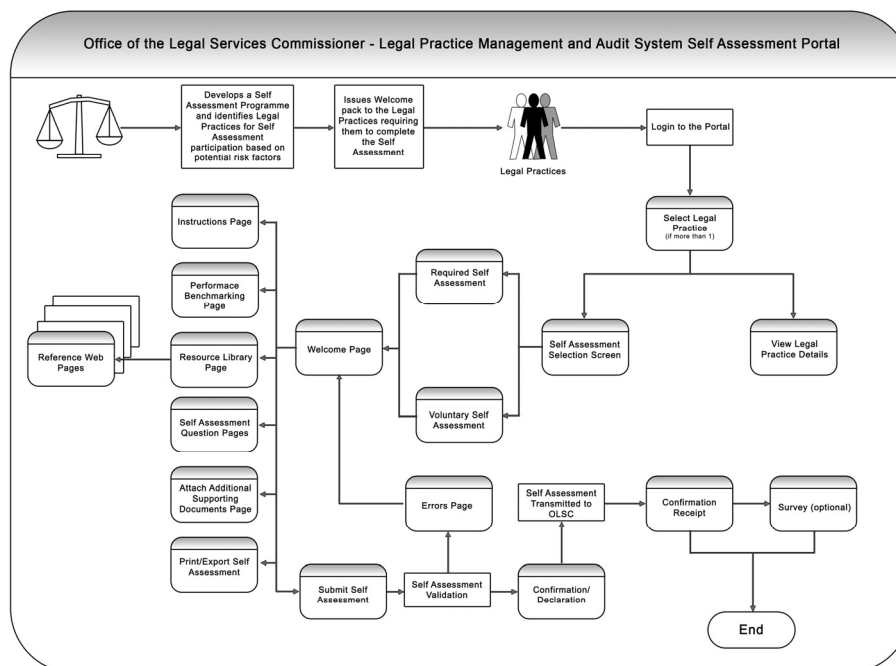 Office of the Legal Services Commissioner - Legal Practice Management and Audit System Self Assessment Portal
Develops a Self
Assessment Programme
and identifies Legal
Practices for Self
Assessment
participation based on
potential risk factors
Issues Welcome
pack to the Legal
Practices requiring
them to complete
the Self
Assessment
Legal Practices
Login to the Portal
Select Legal
Practice
(if more than 1)
Instructions Page
Required Self
Assessment
Performace
Benchmarking
Page
Reference Web
Pages
Resource Library
Page
Welcome Page
Self Assessment
Selection Screen
View Legal
Practice Details
Self Assessment
Question Pages
Voluntary Self
Assessment
Attach Additional
Supporting
Documents Page
Errors Page
Self Assessment
Transmitted to
OLSC
Confirmation
Receipt
Survey (optional)
Print/Export Self
Assessment
Submit Self
Assessment
Self Assessment
Validation
Confirmation/
Declaration
End